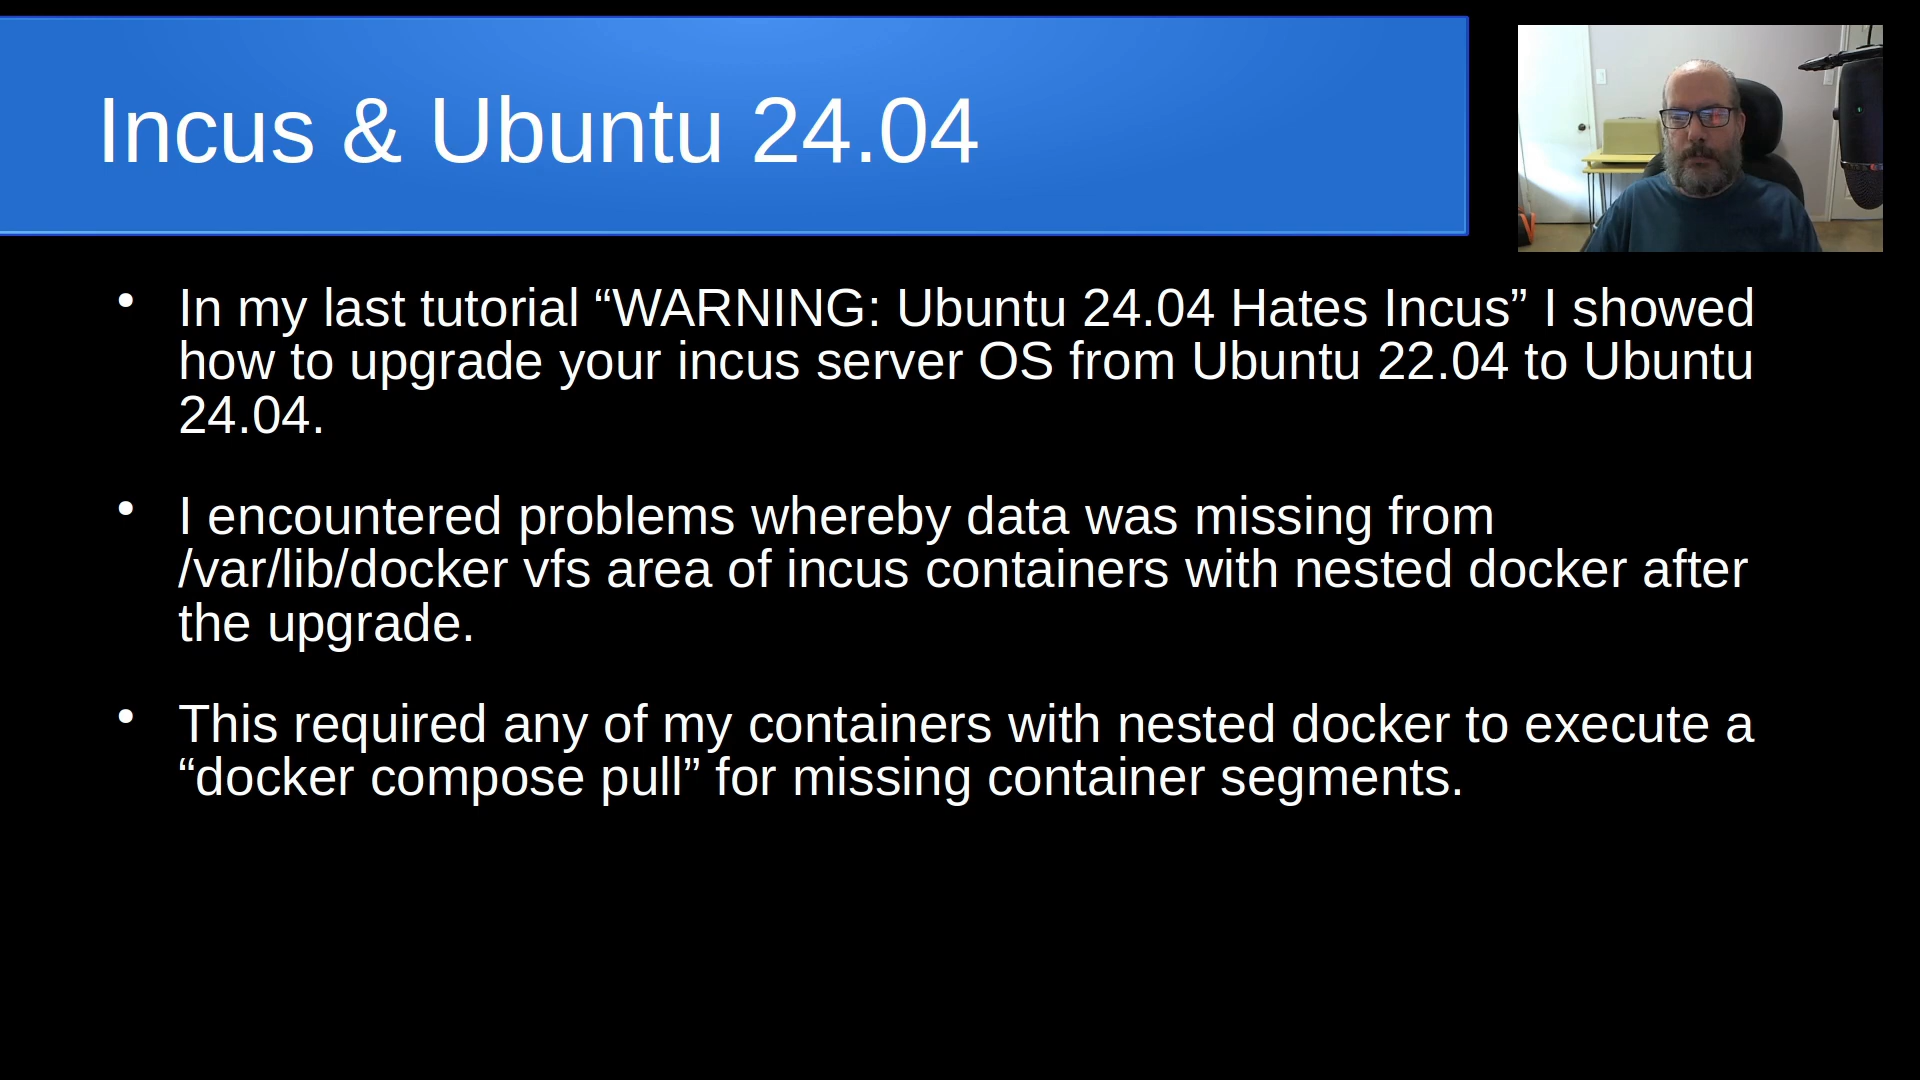 Incus & Ubuntu 24.04
• In my last tutorial “WARNING: Ubuntu 24.04 Hates Incus” I showed
how to upgrade your incus server OS from Ubuntu 22.04 to Ubuntu
24.04.
• I encountered problems whereby data was missing from
/var/lib/docker vfs area of incus containers with nested docker after
the upgrade.
• This required any of my containers with nested docker to execute a
“docker compose pull” for missing container segments.